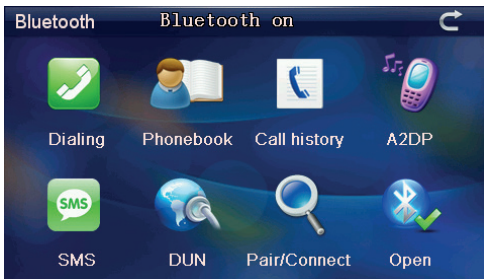 Bluetooth Bluetooth on
Dialing Phonebook Call history A2DP
SMS
SMS DUN Pair/Connect Open